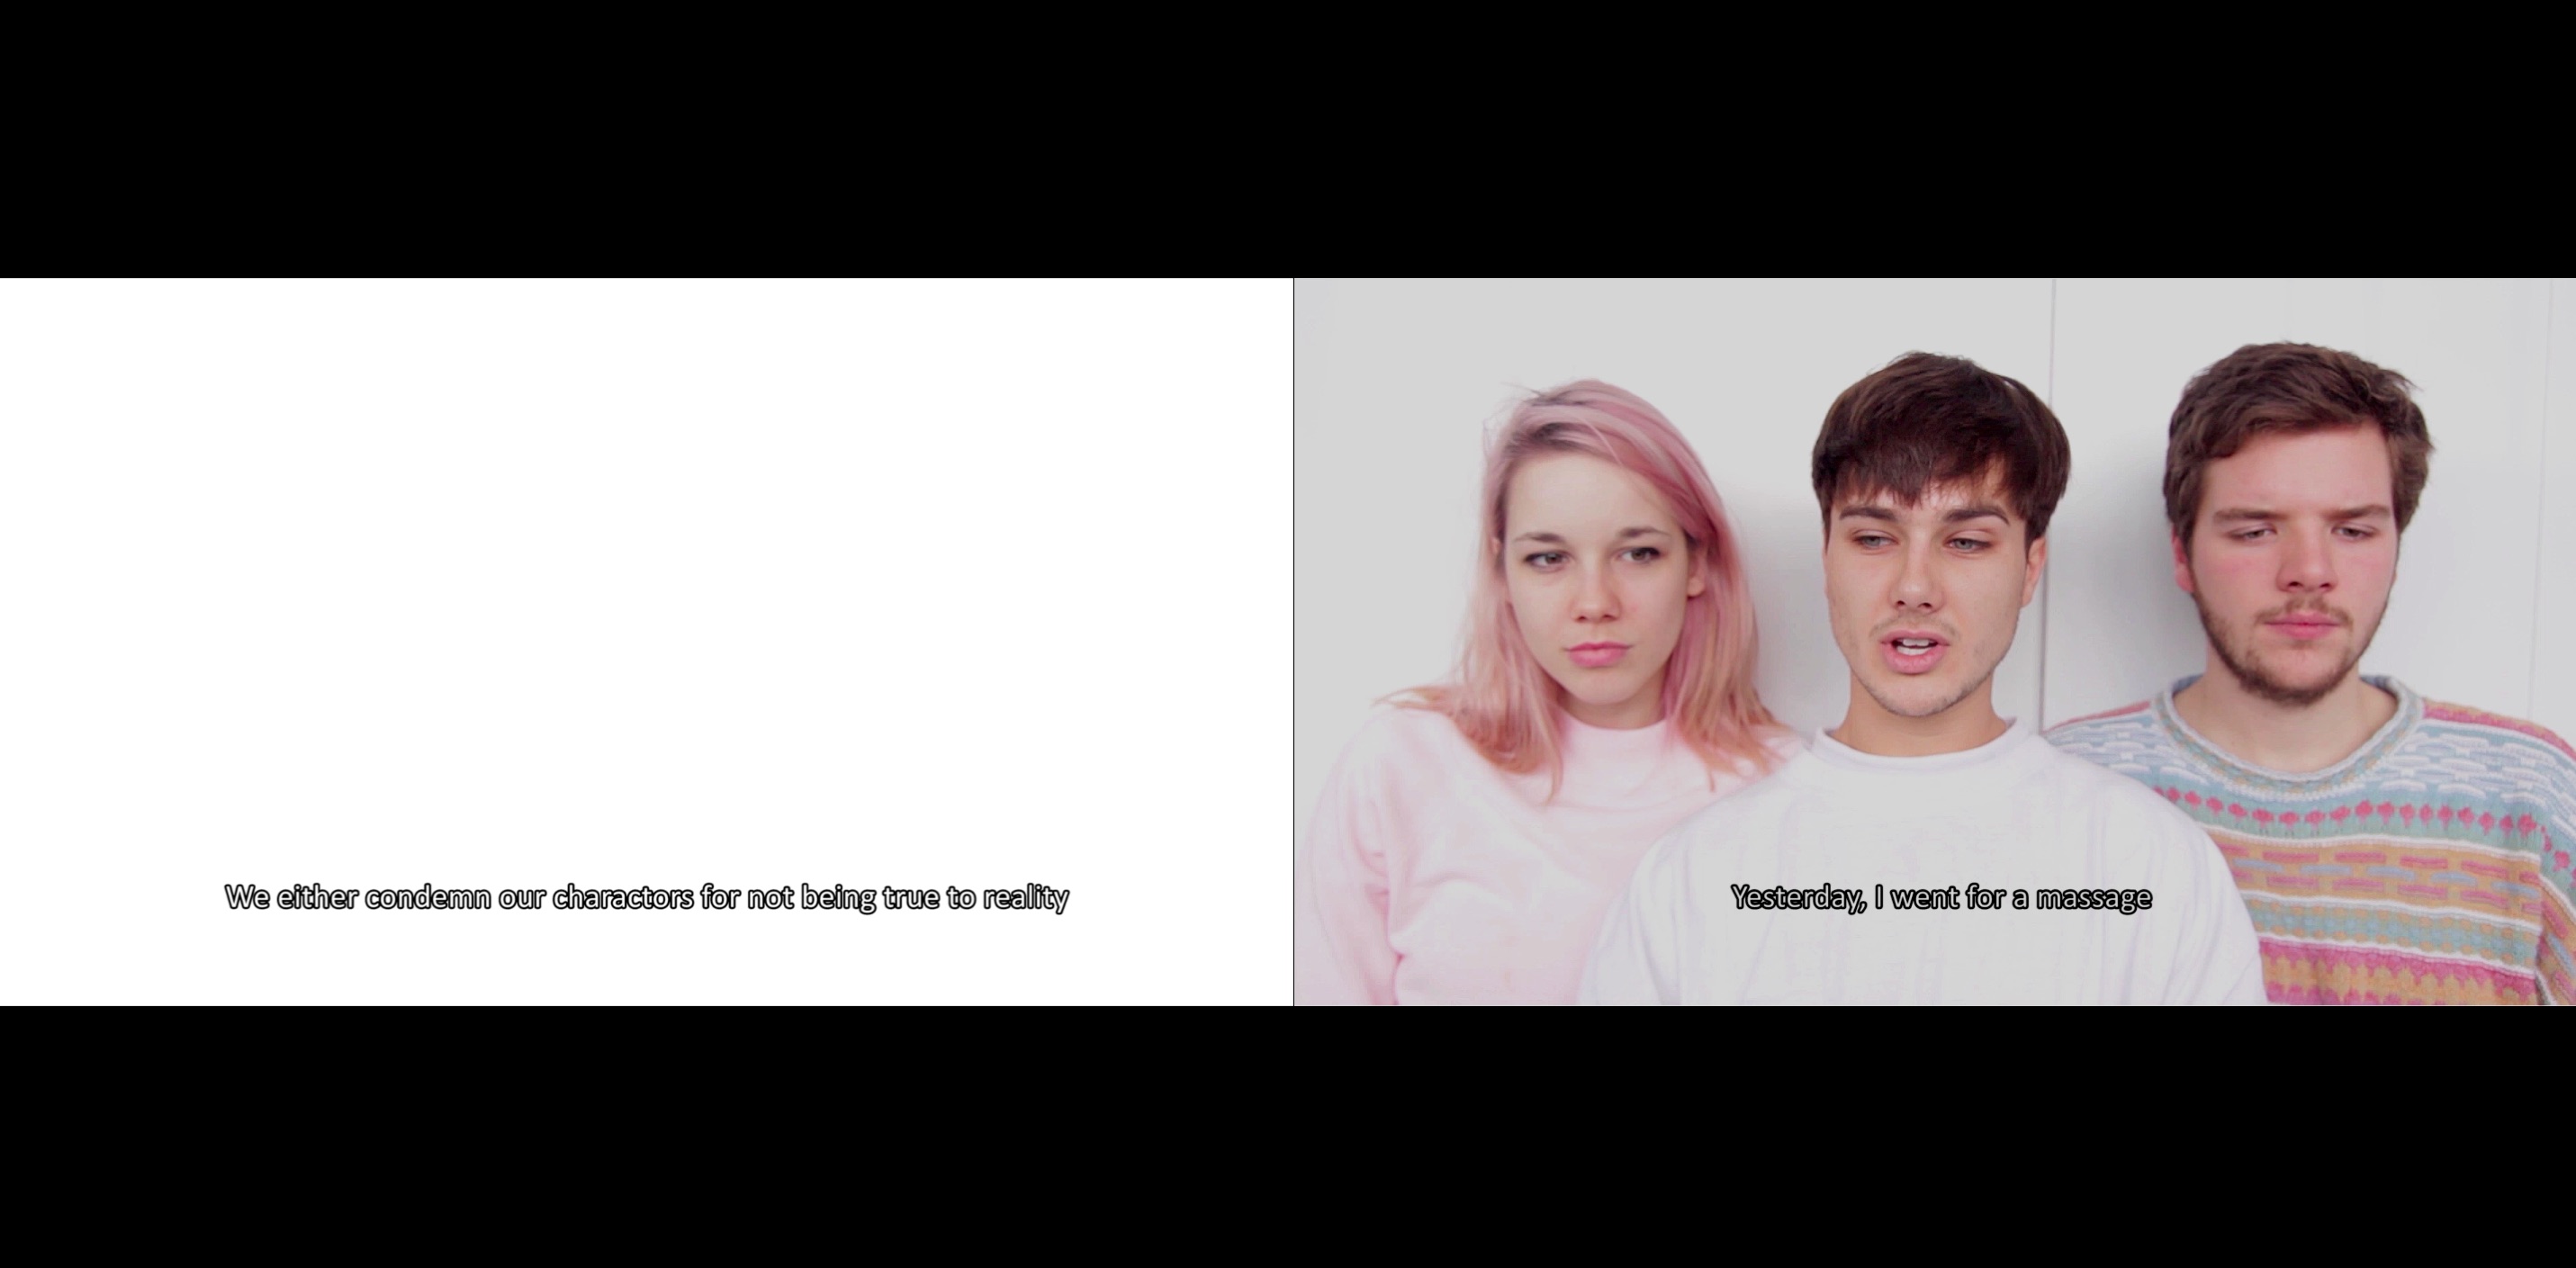 We either condemn our charactors for not being true to reality
Yesterday, I went for a massage